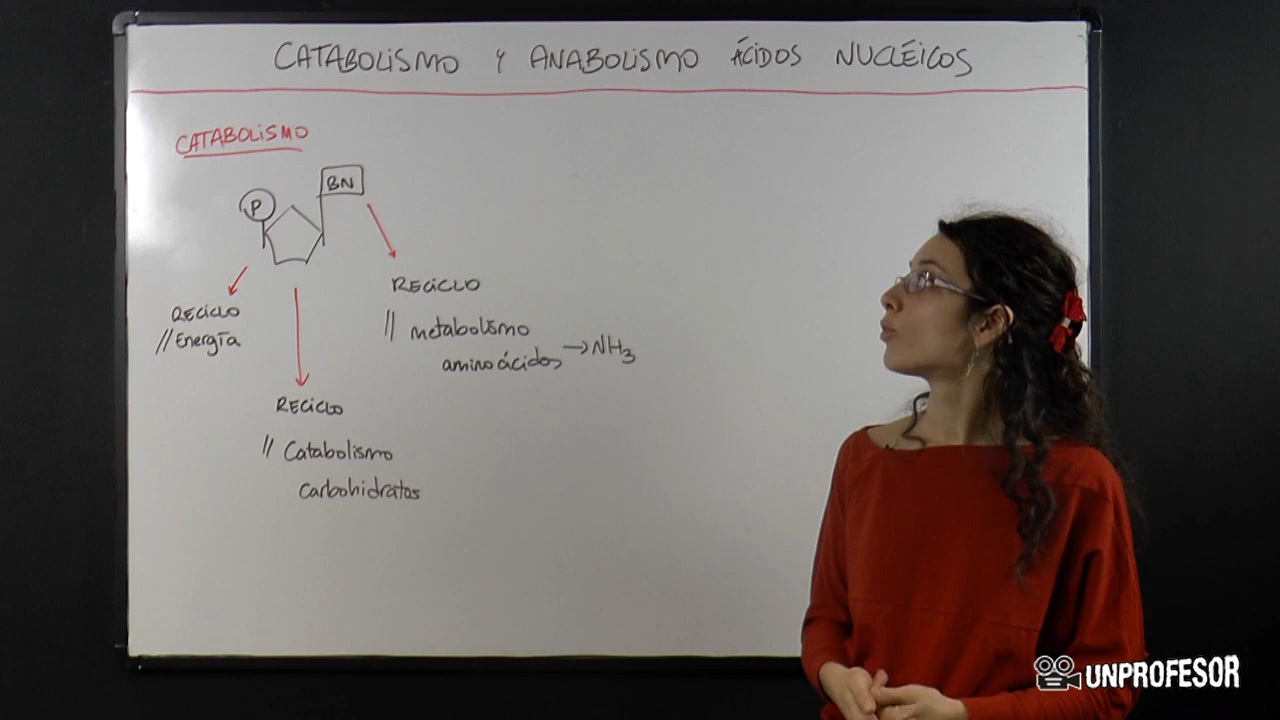 CATABOLISMO Y ANABOLISMO ÁCIDOS NUCLÉICOS
CATABOLISMO
BN
P
RECICLO
// metabolismo
aminoácidos → NH3
RECICLO
// Energía
RECICLO
// Catabolismo
carbohidratos
UNPROFESOR